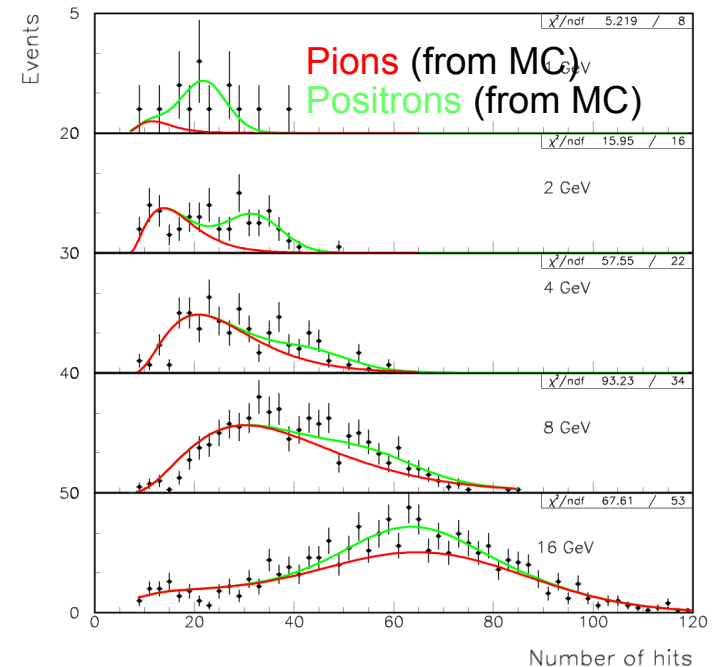 Events
5
χ²/ndf 5.219 / 8
Pions (from MC)
1 GeV
Positrons (from MC)
20
χ²/ndf 15.95 / 16
2 GeV
30
χ²/ndf 57.55 / 22
4 GeV
40
χ²/ndf 93.23 / 34
8 GeV
50
χ²/ndf 67.61 / 53
16 GeV
0
0 20 40 60 80 100 120
Number of hits